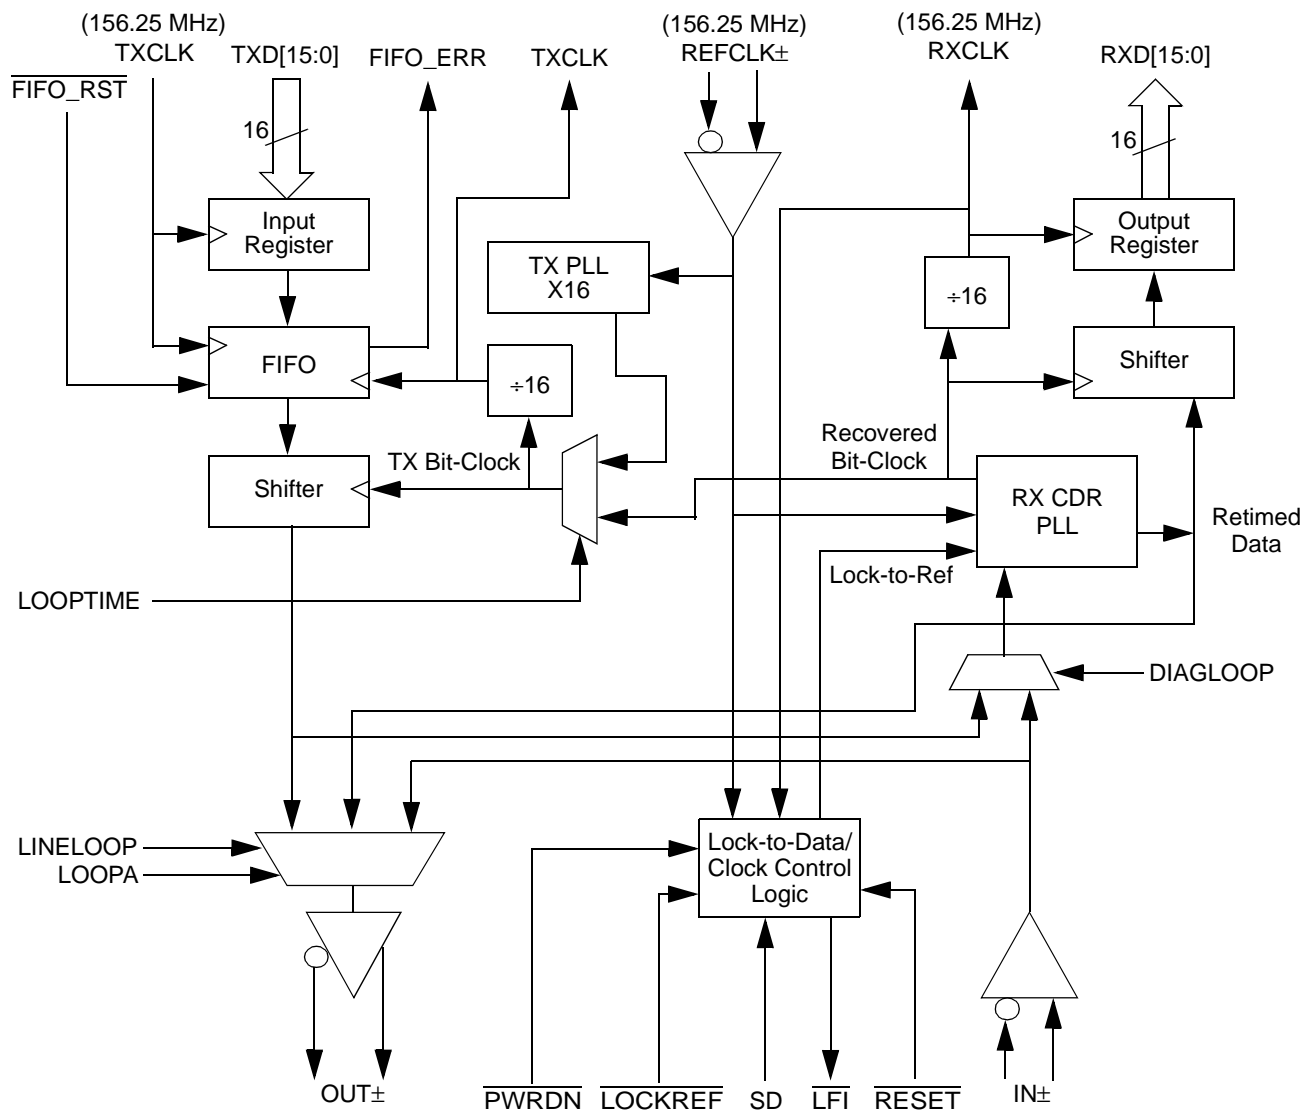 (156.25 MHz)
TXCLK
TXD[15:0]
FIFO_ERR
TXCLK
(156.25 MHz)
REFCLK±
(156.25 MHz)
RXCLK
RXD[15:0]
FIFO_RST
16
16
Input
Register
TX PLL
X16
÷16
Output
Register
FIFO
÷16
Shifter
Recovered
Bit-Clock
TX Bit-Clock
Shifter
RX CDR
PLL
Retimed
Data
Lock-to-Ref
LOOPTIME
DIAGLOOP
LINELOOP
LOOPA
Lock-to-Data/
Clock Control
Logic
OUT±
PWRDN
LOCKREF
SD
LFI
RESET
IN±